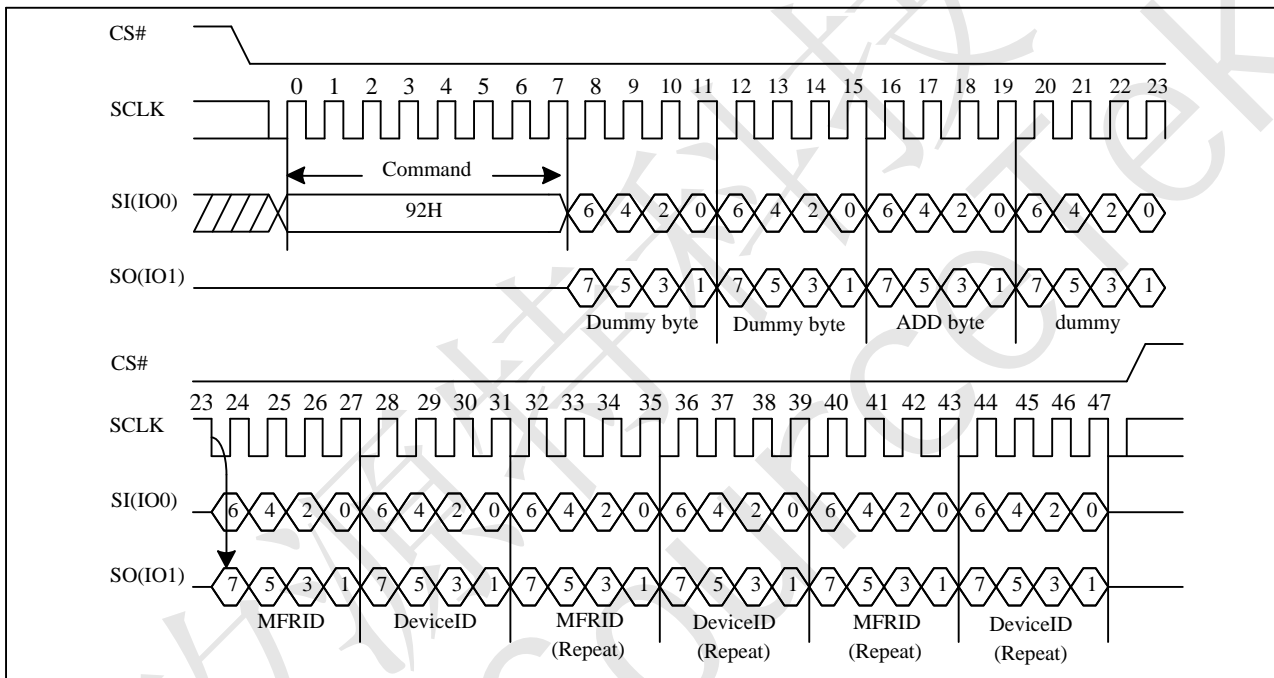 CS#
0 1 2 3 4 5 6 7 8 9 10 11 12 13 14 15 16 17 18 19 20 21 22 23
SCLK
Command
SI(IO0) 92H 6 4 2 0 6 4 2 0 6 4 2 0 6 4 2 0
SO(IO1) 7 5 3 1 7 5 3 1 7 5 3 1 7 5 3 1
Dummy byte Dummy byte ADD byte dummy
CS#
23 24 25 26 27 28 29 30 31 32 33 34 35 36 37 38 39 40 41 42 43 44 45 46 47
SCLK
SI(IO0) 6 4 2 0 6 4 2 0 6 4 2 0 6 4 2 0 6 4 2 0 6 4 2 0
SO(IO1) 7 5 3 1 7 5 3 1 7 5 3 1 7 5 3 1 7 5 3 1 7 5 3 1
MFRID DeviceID MFRID DeviceID MFRID DeviceID
(Repeat) (Repeat) (Repeat) (Repeat)
源特科技
ourceTek